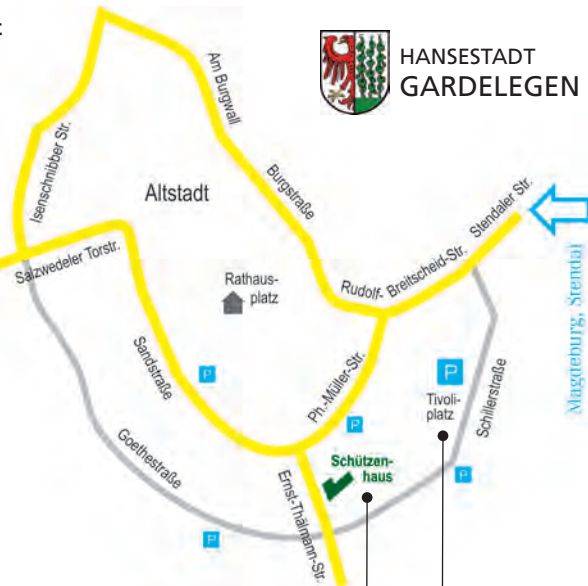 HANSESTADT
GARDELEGEN
Am Burgwall
Isenschnibber Str.
Altstadt
Burgstraße
Stendaler Str.
Salzwedeler Torstr.
Rathaus-
platz
Rudolf- Breitscheid-Str.
Magdeburg, Stendal
Sandstraße
P
Ph.-Müller-Str.
P
Tivoli-
platz
Schillerstraße
P
Goethestraße
Schützen-
haus
P
Ernst-Thälmann-Str.
P